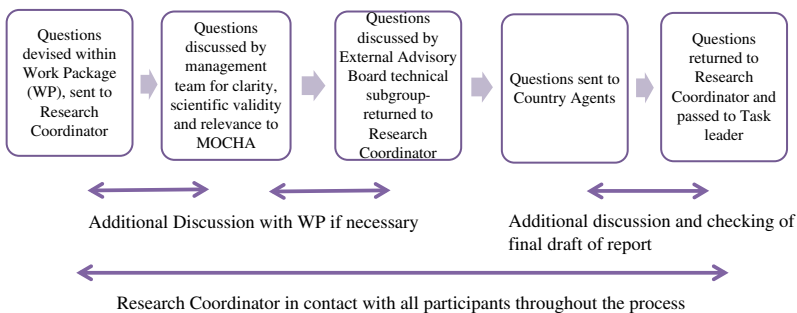 Questions
devised within
Work Package
(WP), sent to
Research
Coordinator
Questions
discussed by
management
team for clarity,
scientific validity
and relevance to
MOCHA
Questions
discussed by
External Advisory
Board technical
subgroup-
returned to
Research
Coordinator
Questions sent to
Country Agents
Questions
returned to
Research
Coordinator and
passed to Task
leader
Additional Discussion with WP if necessary
Additional discussion and checking of
final draft of report
Research Coordinator in contact with all participants throughout the process